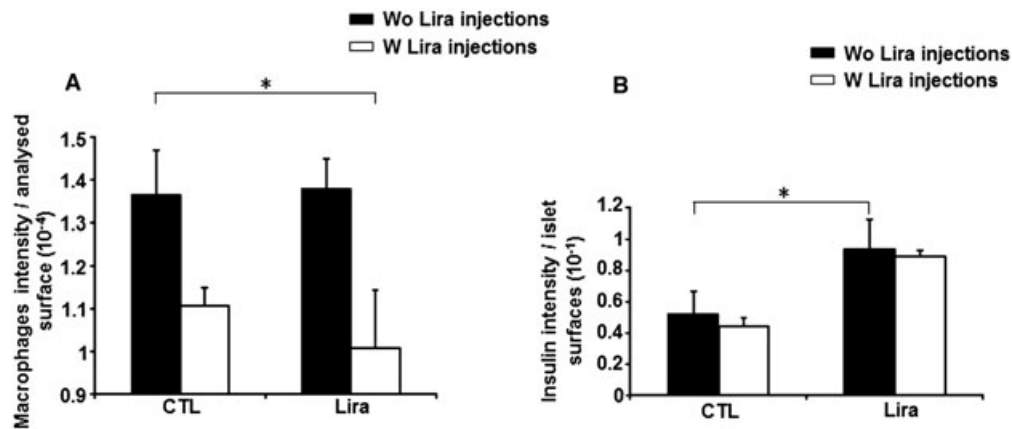 Wo Lira injections
W Lira injections
A
*
Macrophages intensity / analysed
surface (10-4)
1.5
1.4
1.3
1.1
1.1
1
0.9
CTL
Lira
Wo Lira injections
W Lira injections
B
*
Insulin intensity / islet
surfaces (10-1)
1.2
1
0.8
0.6
0.4
0.2
0
CTL
Lira